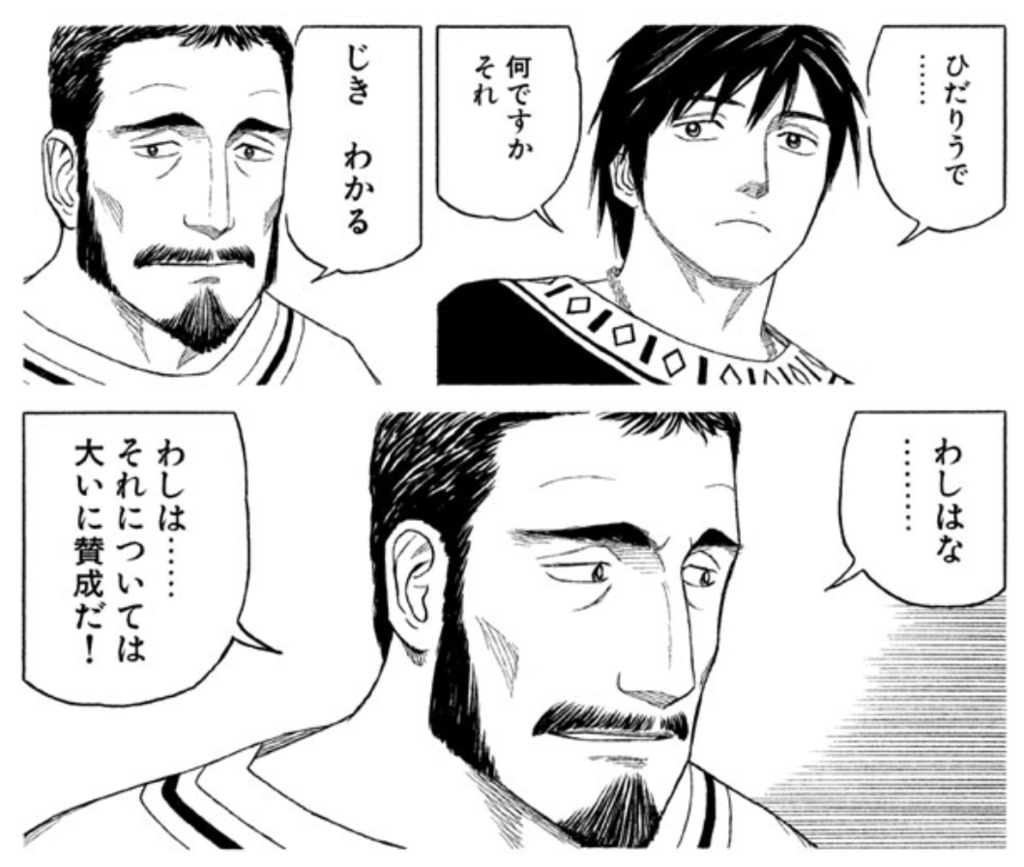 ひだりうで
……
何ですか
それ
じき　わかる
わしはな
………
わしは……
それについては
大いに賛成だ！